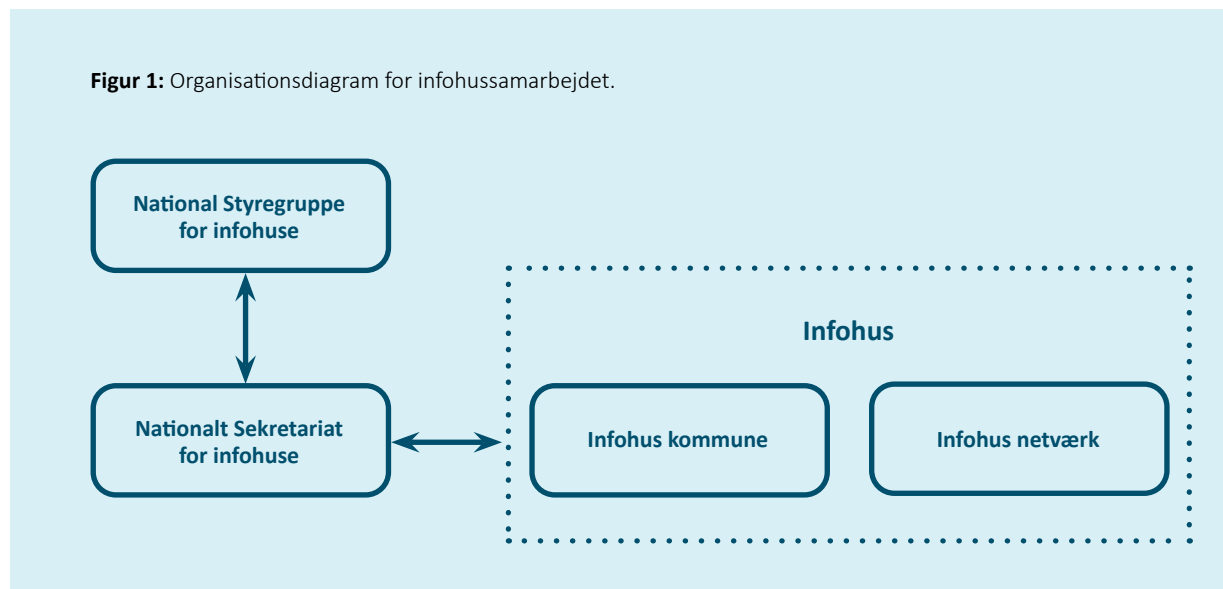 Figur 1: Organisationsdiagram for infohussamarbejdet.
National Styregruppe
for infohuse
Infohus
Nationalt Sekretariat
for infohuse
Infohus kommune
Infohus netværk